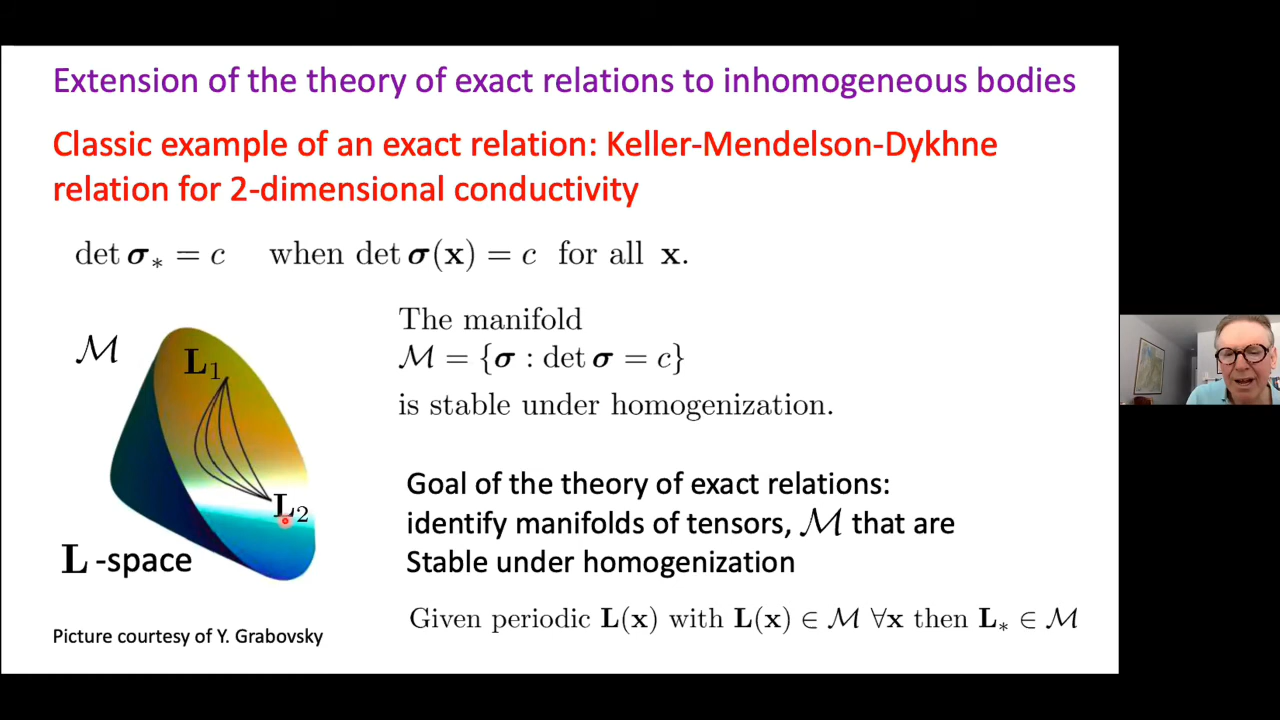 Extension of the theory of exact relations to inhomogeneous bodies
Classic example of an exact relation: Keller-Mendelson-Dykhne
relation for 2-dimensional conductivity
det σ∗ = c when det σ(x) = c for all x.
ℳ
L₁
L₂
L -space
The manifold
ℳ = {σ : det σ = c}
is stable under homogenization.
Goal of the theory of exact relations:
identify manifolds of tensors, ℳ that are
Stable under homogenization
Given periodic L(x) with L(x) ∈ ℳ ∀x then L∗ ∈ ℳ
Picture courtesy of Y. Grabovsky